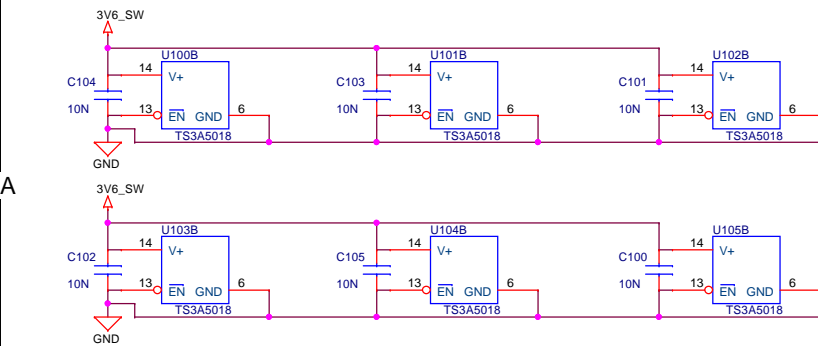 3V6_SW
U100B U101B U102B
14 V+ 14 V+ 14 V+
C104 C103 C101
10N 13 EN GND 6 10N 13 EN GND 6 10N 13 EN GND 6
TS3A5018 TS3A5018 TS3A5018
GND
A
3V6_SW
U103B U104B U105B
14 V+ 14 V+ 14 V+
C102 C105 C100
10N 13 EN GND 6 10N 13 EN GND 6 10N 13 EN GND 6
TS3A5018 TS3A5018 TS3A5018
GND